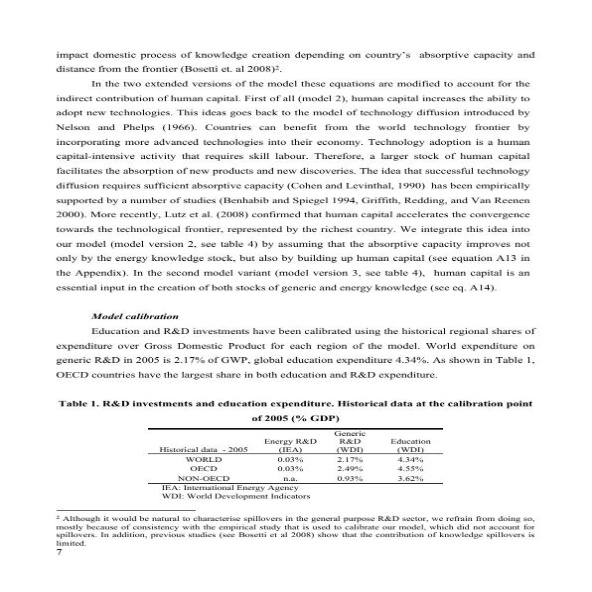 impact domestic process of knowledge creation depending on country's absorptive capacity and
distance from the frontier (Bosetti et. al 2008)².
In the two extended versions of the model these equations are modified to account for the
indirect contribution of human capital. First of all (model 2), human capital increases the ability to
adopt new technologies. This ideas goes back to the model of technology diffusion introduced by
Nelson and Phelps (1966). Countries can benefit from the world technology frontier by
incorporating more advanced technologies into their economy. Technology adoption is a human
capital-intensive activity that requires skill labour. Therefore, a larger stock of human capital
facilitates the absorption of new products and new discoveries. The idea that successful technology
diffusion requires sufficient absorptive capacity (Cohen and Levinthal, 1990) has been empirically
supported by a number of studies (Benhabib and Spiegel 1994, Griffith, Redding, and Van Reenen
2000). More recently, Lutz et al. (2008) confirmed that human capital accelerates the convergence
towards the technological frontier, represented by the richest country. We integrate this idea into
our model (model version 2, see table 4) by assuming that the absorptive capacity improves not
only by the energy knowledge stock, but also by building up human capital (see equation A13 in
the Appendix). In the second model variant (model version 3, see table 4), human capital is an
essential input in the creation of both stocks of generic and energy knowledge (see eq. A14).
Model calibration
Education and R&D investments have been calibrated using the historical regional shares of
expenditure over Gross Domestic Product for each region of the model. World expenditure on
generic R&D in 2005 is 2.17% of GWP, global education expenditure 4.34%. As shown in Table 1,
OECD countries have the largest share in both education and R&D expenditure.
Table 1. R&D investments and education expenditure. Historical data at the calibration point
of 2005 (% GDP)
Historical data - 2005 Energy R&D (IEA) Generic R&D (WDI) Education (WDI)
WORLD 0.03% 2.17% 4.34%
OECD 0.03% 2.49% 4.55%
NON-OECD n.a. 0.93% 3.62%
IEA: International Energy Agency
WDI: World Development Indicators
² Although it would be natural to characterise spillovers in the general purpose R&D sector, we refrain from doing so,
mostly because of consistency with the empirical study that is used to calibrate our model, which did not account for
spillovers. In addition, previous studies (see Bosetti et al 2008) show that the contribution of knowledge spillovers is
limited.
7